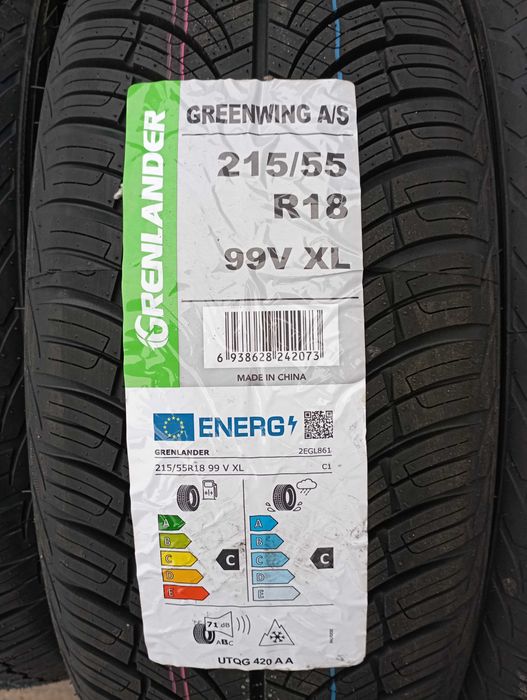 GRENLANDER
GREENWING A/S
215/55
R18
99V XL
6 938628 242073
MADE IN CHINA
ENERG
GRENLANDER 2EGL861
215/55R18 99 V XL C1
A A
B B
C C C C
D D
E E
71 dB
ABC
UTQG 420 A A